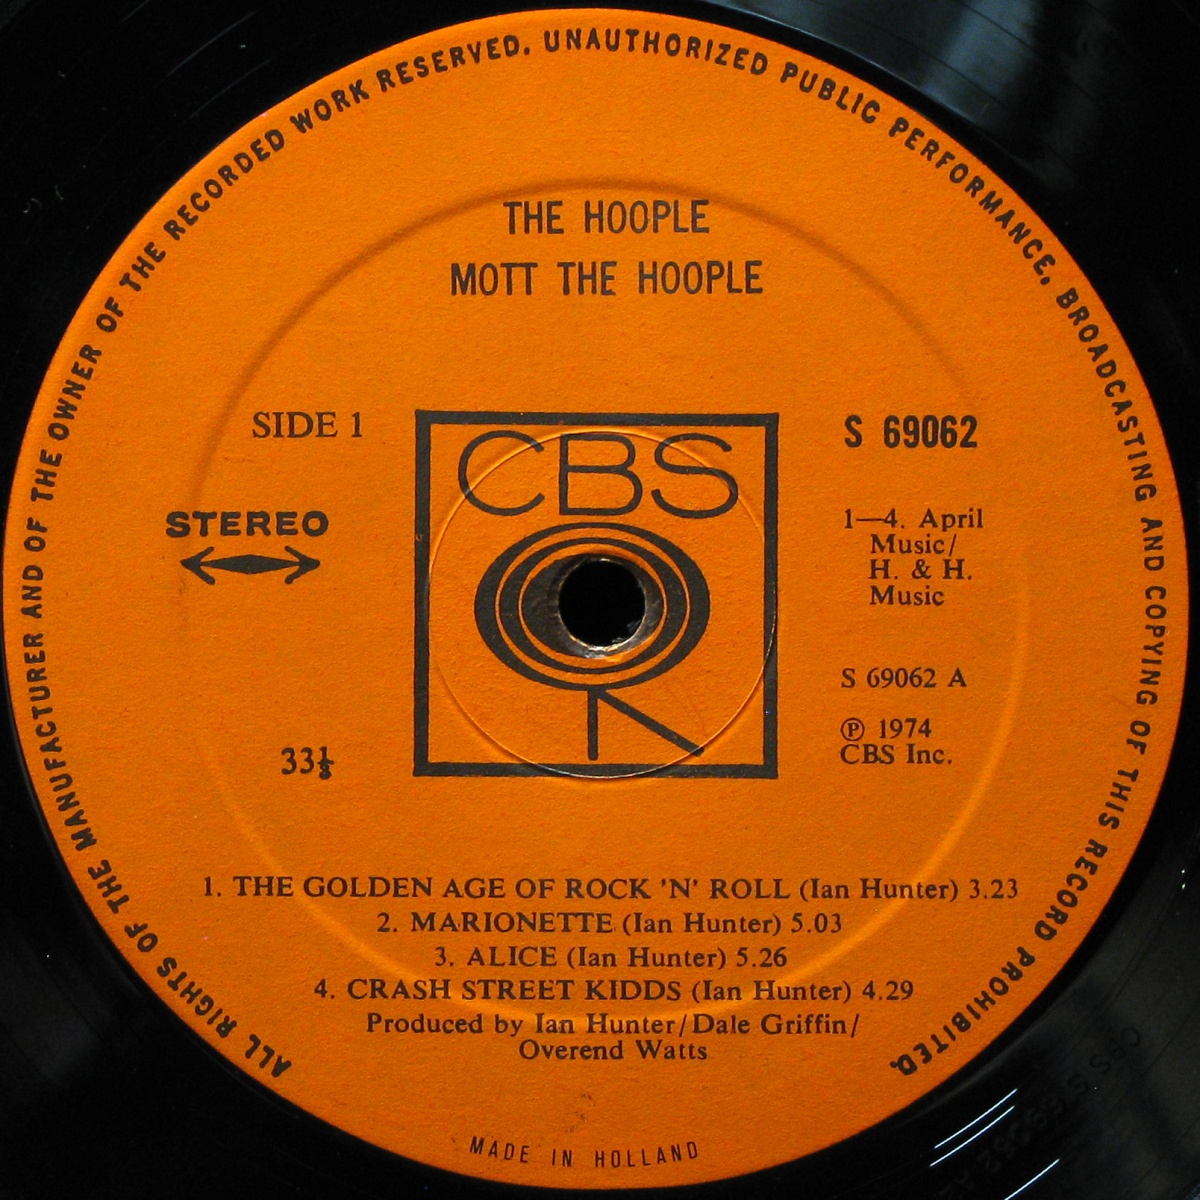 ALL RIGHTS OF THE MANUFACTURER AND OF THE OWNER OF THE RECORDED WORK RESERVED. UNAUTHORIZED PUBLIC PERFORMANCE, BROADCASTING AND COPYING OF THIS RECORD PROHIBITED.
THE HOOPLE
MOTT THE HOOPLE
SIDE 1
STEREO
33⅓
CBS
S 69062
1—4. April
Music/
H. & H.
Music
S 69062 A
℗ 1974
CBS Inc.
1. THE GOLDEN AGE OF ROCK 'N' ROLL (Ian Hunter) 3.23
2. MARIONETTE (Ian Hunter) 5.03
3. ALICE (Ian Hunter) 5.26
4. CRASH STREET KIDDS (Ian Hunter) 4.29
Produced by Ian Hunter/Dale Griffin/
Overend Watts
MADE IN HOLLAND